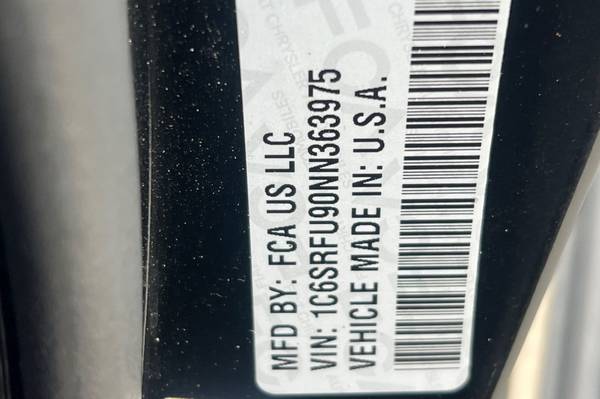 MFD BY: FCA US LLC
VIN: 1C6SRFU90NN363975
VEHICLE MADE IN: U.S.A.